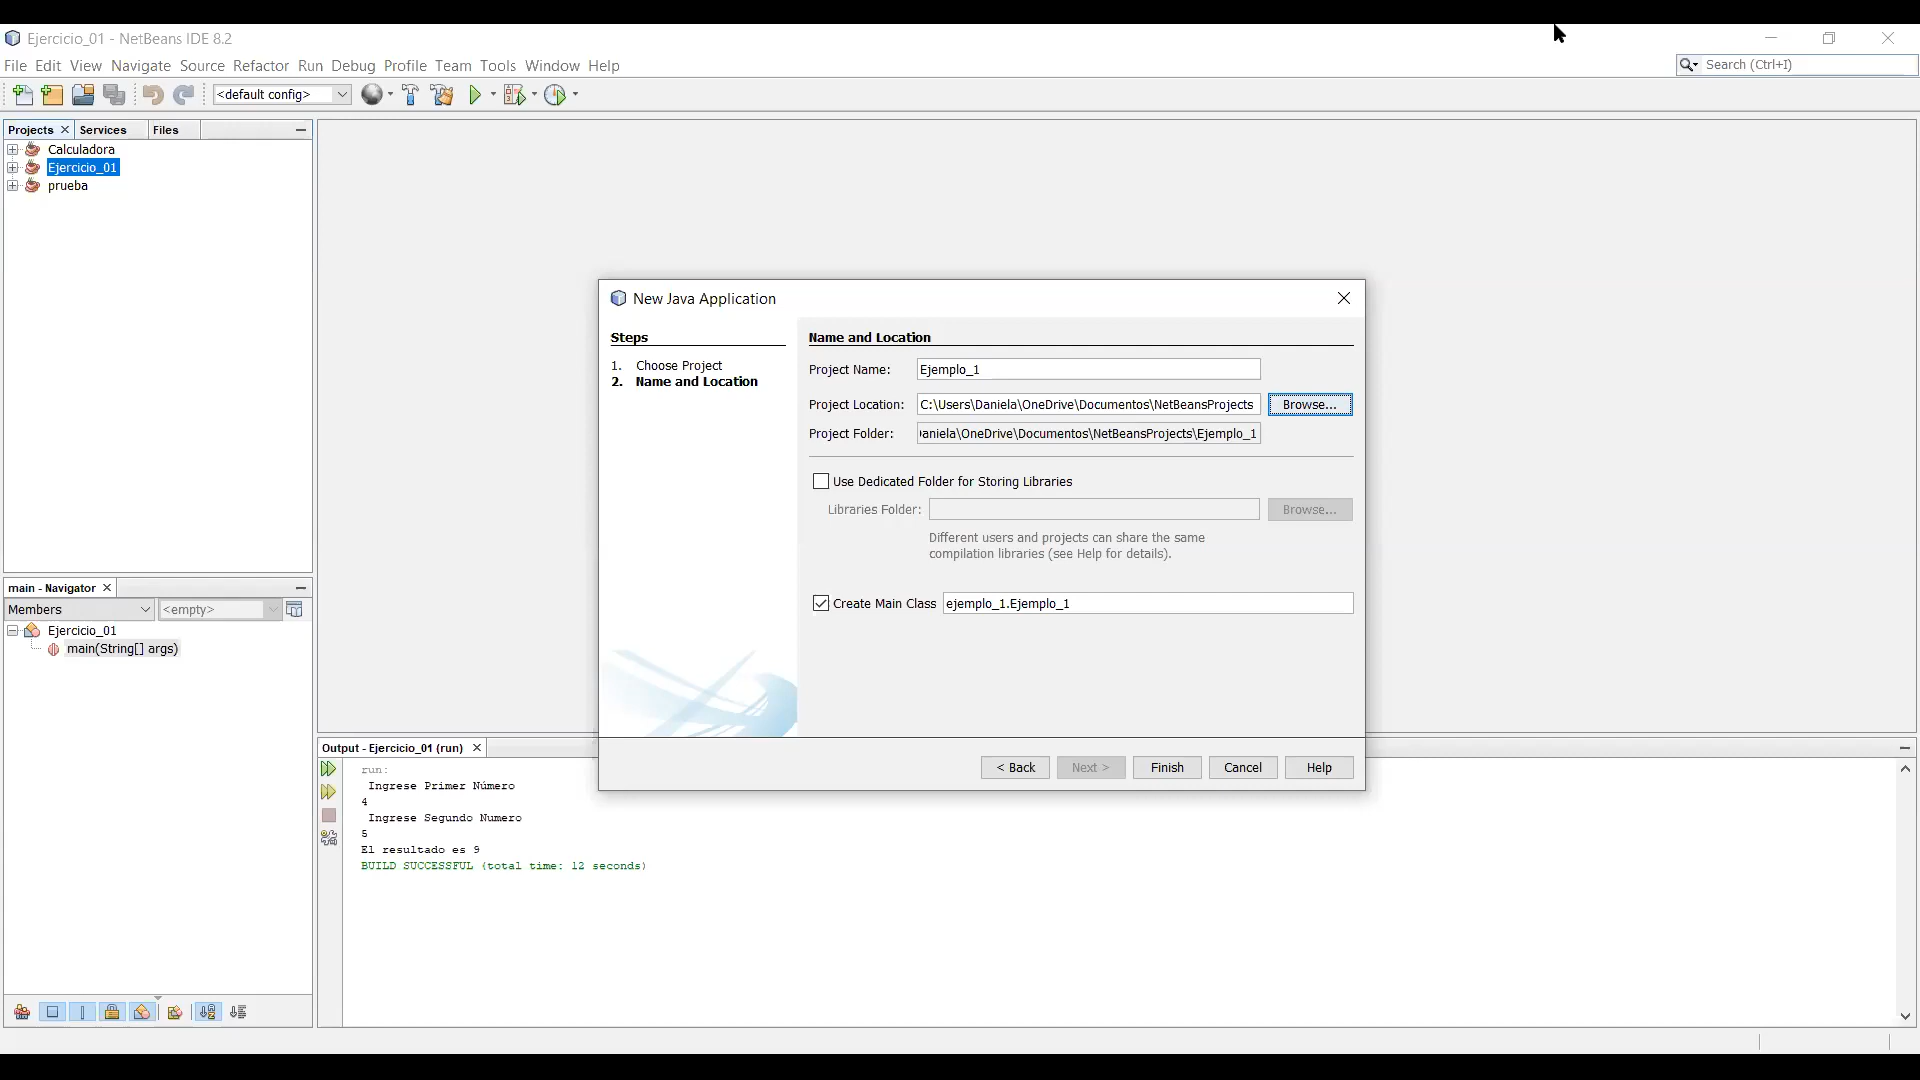 Ejercicio_01 - NetBeans IDE 8.2
File Edit View Navigate Source Refactor Run Debug Profile Team Tools Window Help
Search (Ctrl+I)
<default config>
Projects Services Files
Calculadora
Ejercicio_01
prueba
New Java Application
Steps
1. Choose Project
2. Name and Location
Name and Location
Project Name: Ejemplo_1
Project Location: C:\Users\Daniela\OneDrive\Documentos\NetBeansProjects Browse...
Project Folder: aniela\OneDrive\Documentos\NetBeansProjects\Ejemplo_1
Use Dedicated Folder for Storing Libraries
Libraries Folder: Browse...
Different users and projects can share the same
compilation libraries (see Help for details).
Create Main Class ejemplo_1.Ejemplo_1
< Back Next > Finish Cancel Help
main - Navigator
Members <empty>
Ejercicio_01
main(String[] args)
Output - Ejercicio_01 (run)
run:
Ingrese Primer Número
4
Ingrese Segundo Numero
5
El resultado es 9
BUILD SUCCESSFUL (total time: 12 seconds)